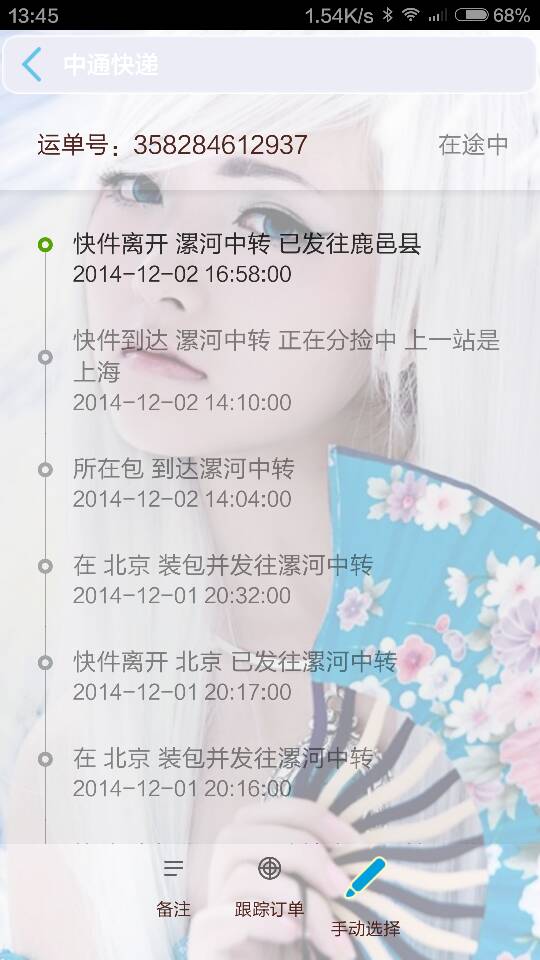 13:45 1.54K/s 68%
中通快递
运单号：358284612937 在途中
快件离开 漯河中转 已发往鹿邑县
2014-12-02 16:58:00
快件到达 漯河中转 正在分捡中 上一站是
上海
2014-12-02 14:10:00
所在包 到达漯河中转
2014-12-02 14:04:00
在 北京 装包并发往漯河中转
2014-12-01 20:32:00
快件离开 北京 已发往漯河中转
2014-12-01 20:17:00
在 北京 装包并发往漯河中转
2014-12-01 20:16:00
备注 跟踪订单 手动选择